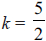 k = 5/2